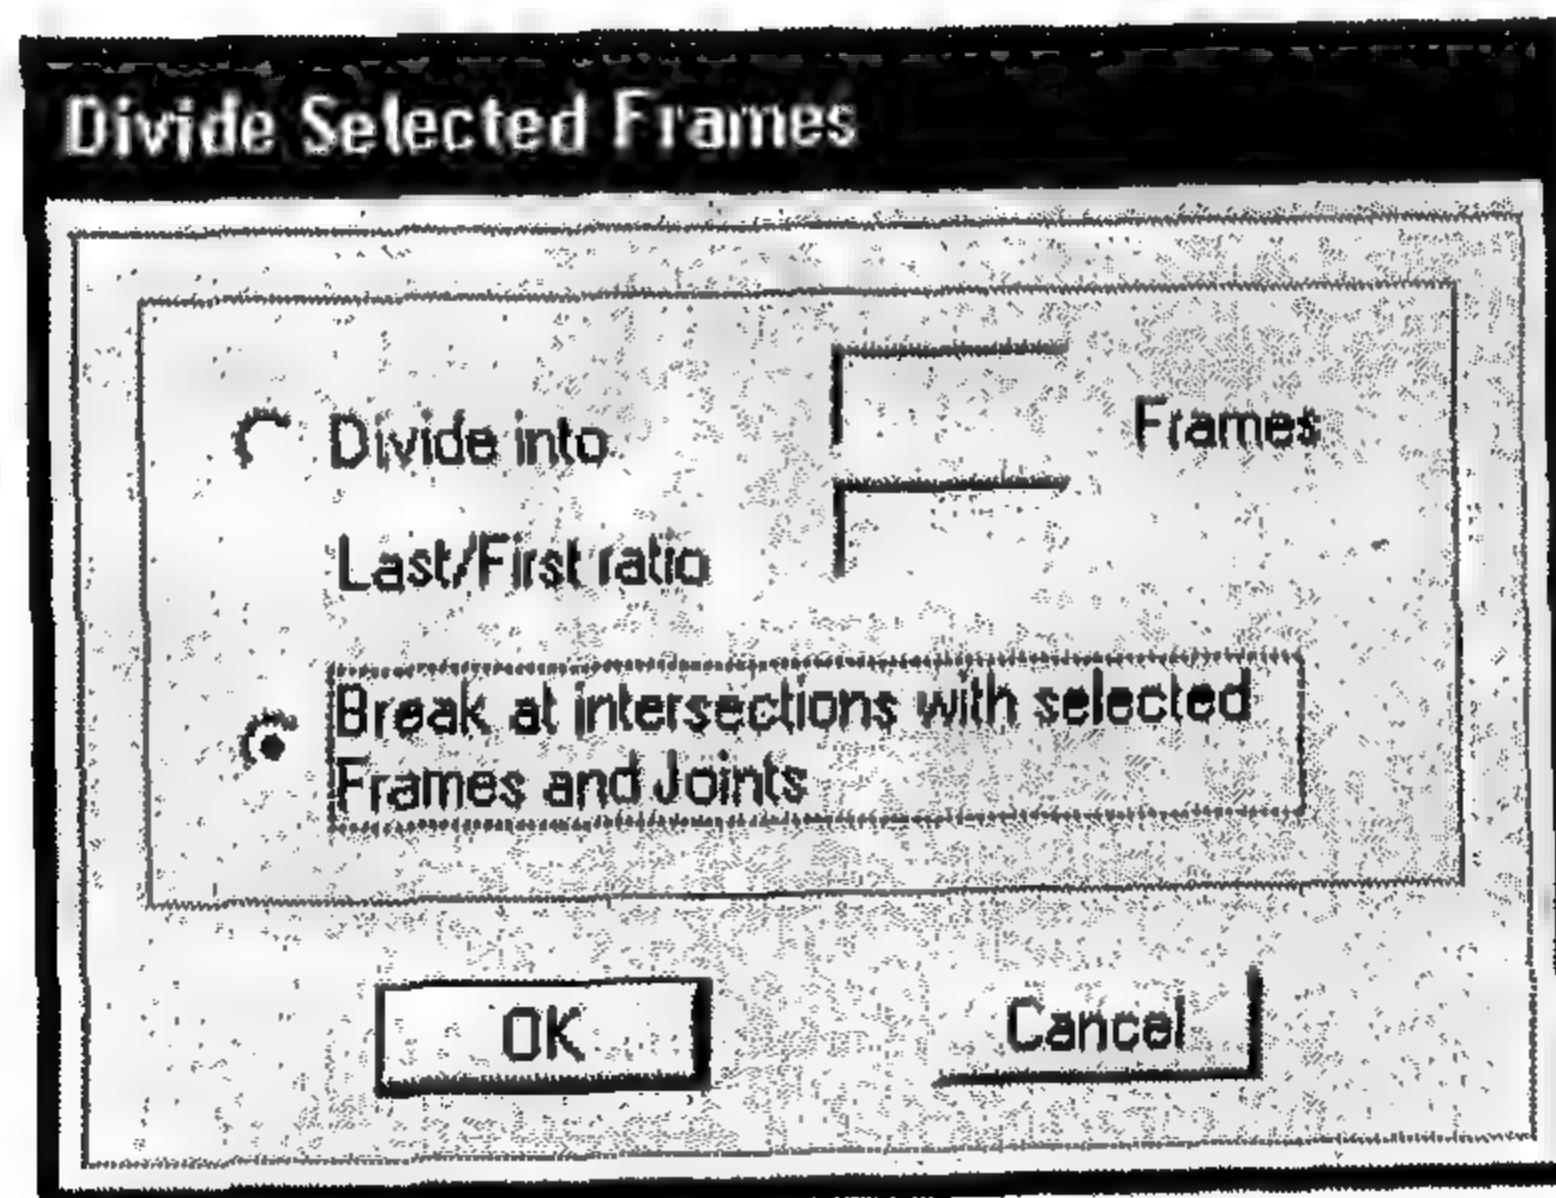 Divide Selected Frames
Divide into Frames
Last/First ratio
Break at intersections with selected
Frames and Joints
OK Cancel